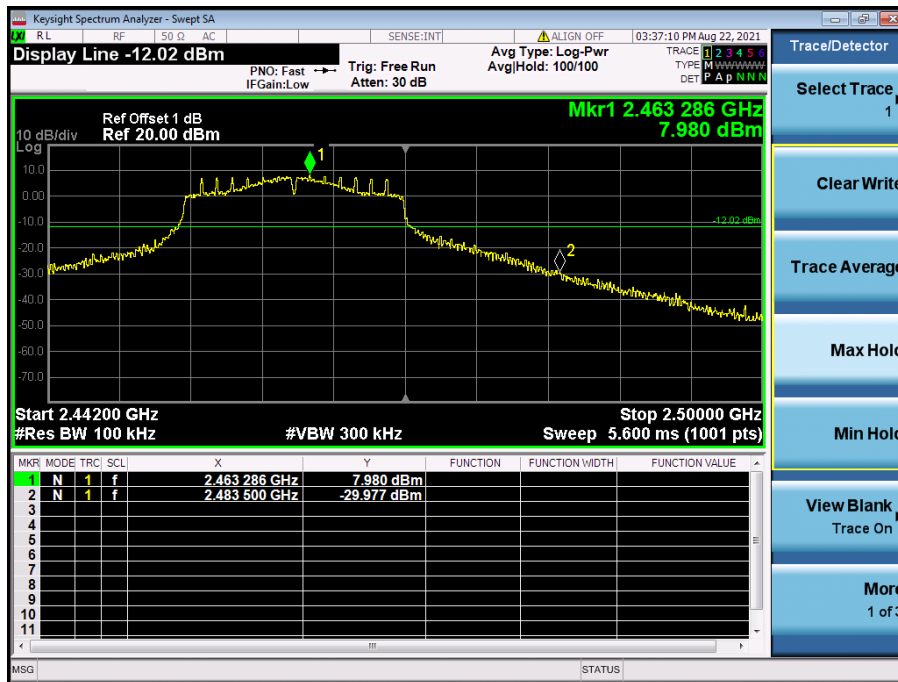 Keysight Spectrum Analyzer - Swept SA
LXI RL RF 50 Ω AC SENSE:INT ALIGN OFF 03:37:10 PM Aug 22, 2021
Display Line -12.02 dBm
PNO: Fast
IFGain:Low
Trig: Free Run
Atten: 30 dB
Avg Type: Log-Pwr
Avg|Hold: 100/100
TRACE 1 2 3 4 5 6
TYPE M W W W W W
DET P A p N N N
Mkr1 2.463 286 GHz
7.980 dBm
Ref Offset 1 dB
10 dB/div Ref 20.00 dBm
Log
10.0
0.00
-10.0
-20.0
-30.0
-40.0
-50.0
-60.0
-70.0
1
-12.02 dBm
2
Start 2.44200 GHz Stop 2.50000 GHz
#Res BW 100 kHz #VBW 300 kHz Sweep 5.600 ms (1001 pts)
MKR MODE TRC SCL X Y FUNCTION FUNCTION WIDTH FUNCTION VALUE
1 N 1 f 2.463 286 GHz 7.980 dBm
2 N 1 f 2.483 500 GHz -29.977 dBm
3
4
5
6
7
8
9
10
11
MSG STATUS
Trace/Detector
Select Trace
1
Clear Write
Trace Average
Max Hold
Min Hold
View Blank
Trace On
More
1 of 3